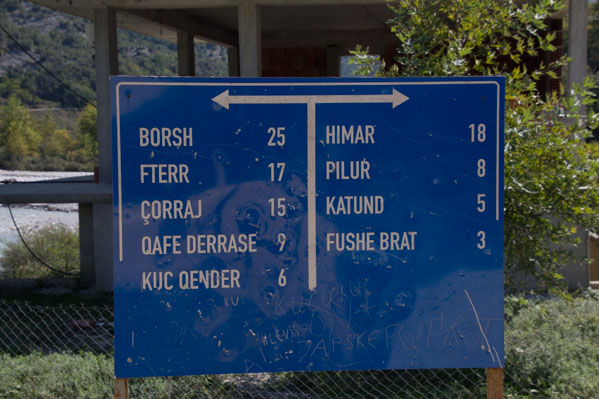 BORSH 25
FTERR 17
ÇORRAJ 15
QAFE DERRASE 9
KUC QENDER 6
HIMAR 18
PILUR 8
KATUND 5
FUSHE BRAT 3